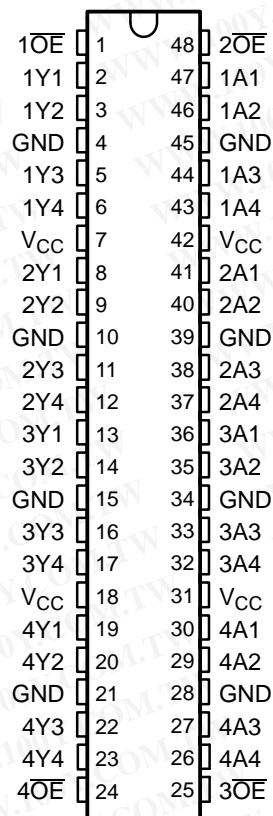 1O̅E̅ 1 48 2O̅E̅
1Y1 2 47 1A1
1Y2 3 46 1A2
GND 4 45 GND
1Y3 5 44 1A3
1Y4 6 43 1A4
VCC 7 42 VCC
2Y1 8 41 2A1
2Y2 9 40 2A2
GND 10 39 GND
2Y3 11 38 2A3
2Y4 12 37 2A4
3Y1 13 36 3A1
3Y2 14 35 3A2
GND 15 34 GND
3Y3 16 33 3A3
3Y4 17 32 3A4
VCC 18 31 VCC
4Y1 19 30 4A1
4Y2 20 29 4A2
GND 21 28 GND
4Y3 22 27 4A3
4Y4 23 26 4A4
4O̅E̅ 24 25 3O̅E̅